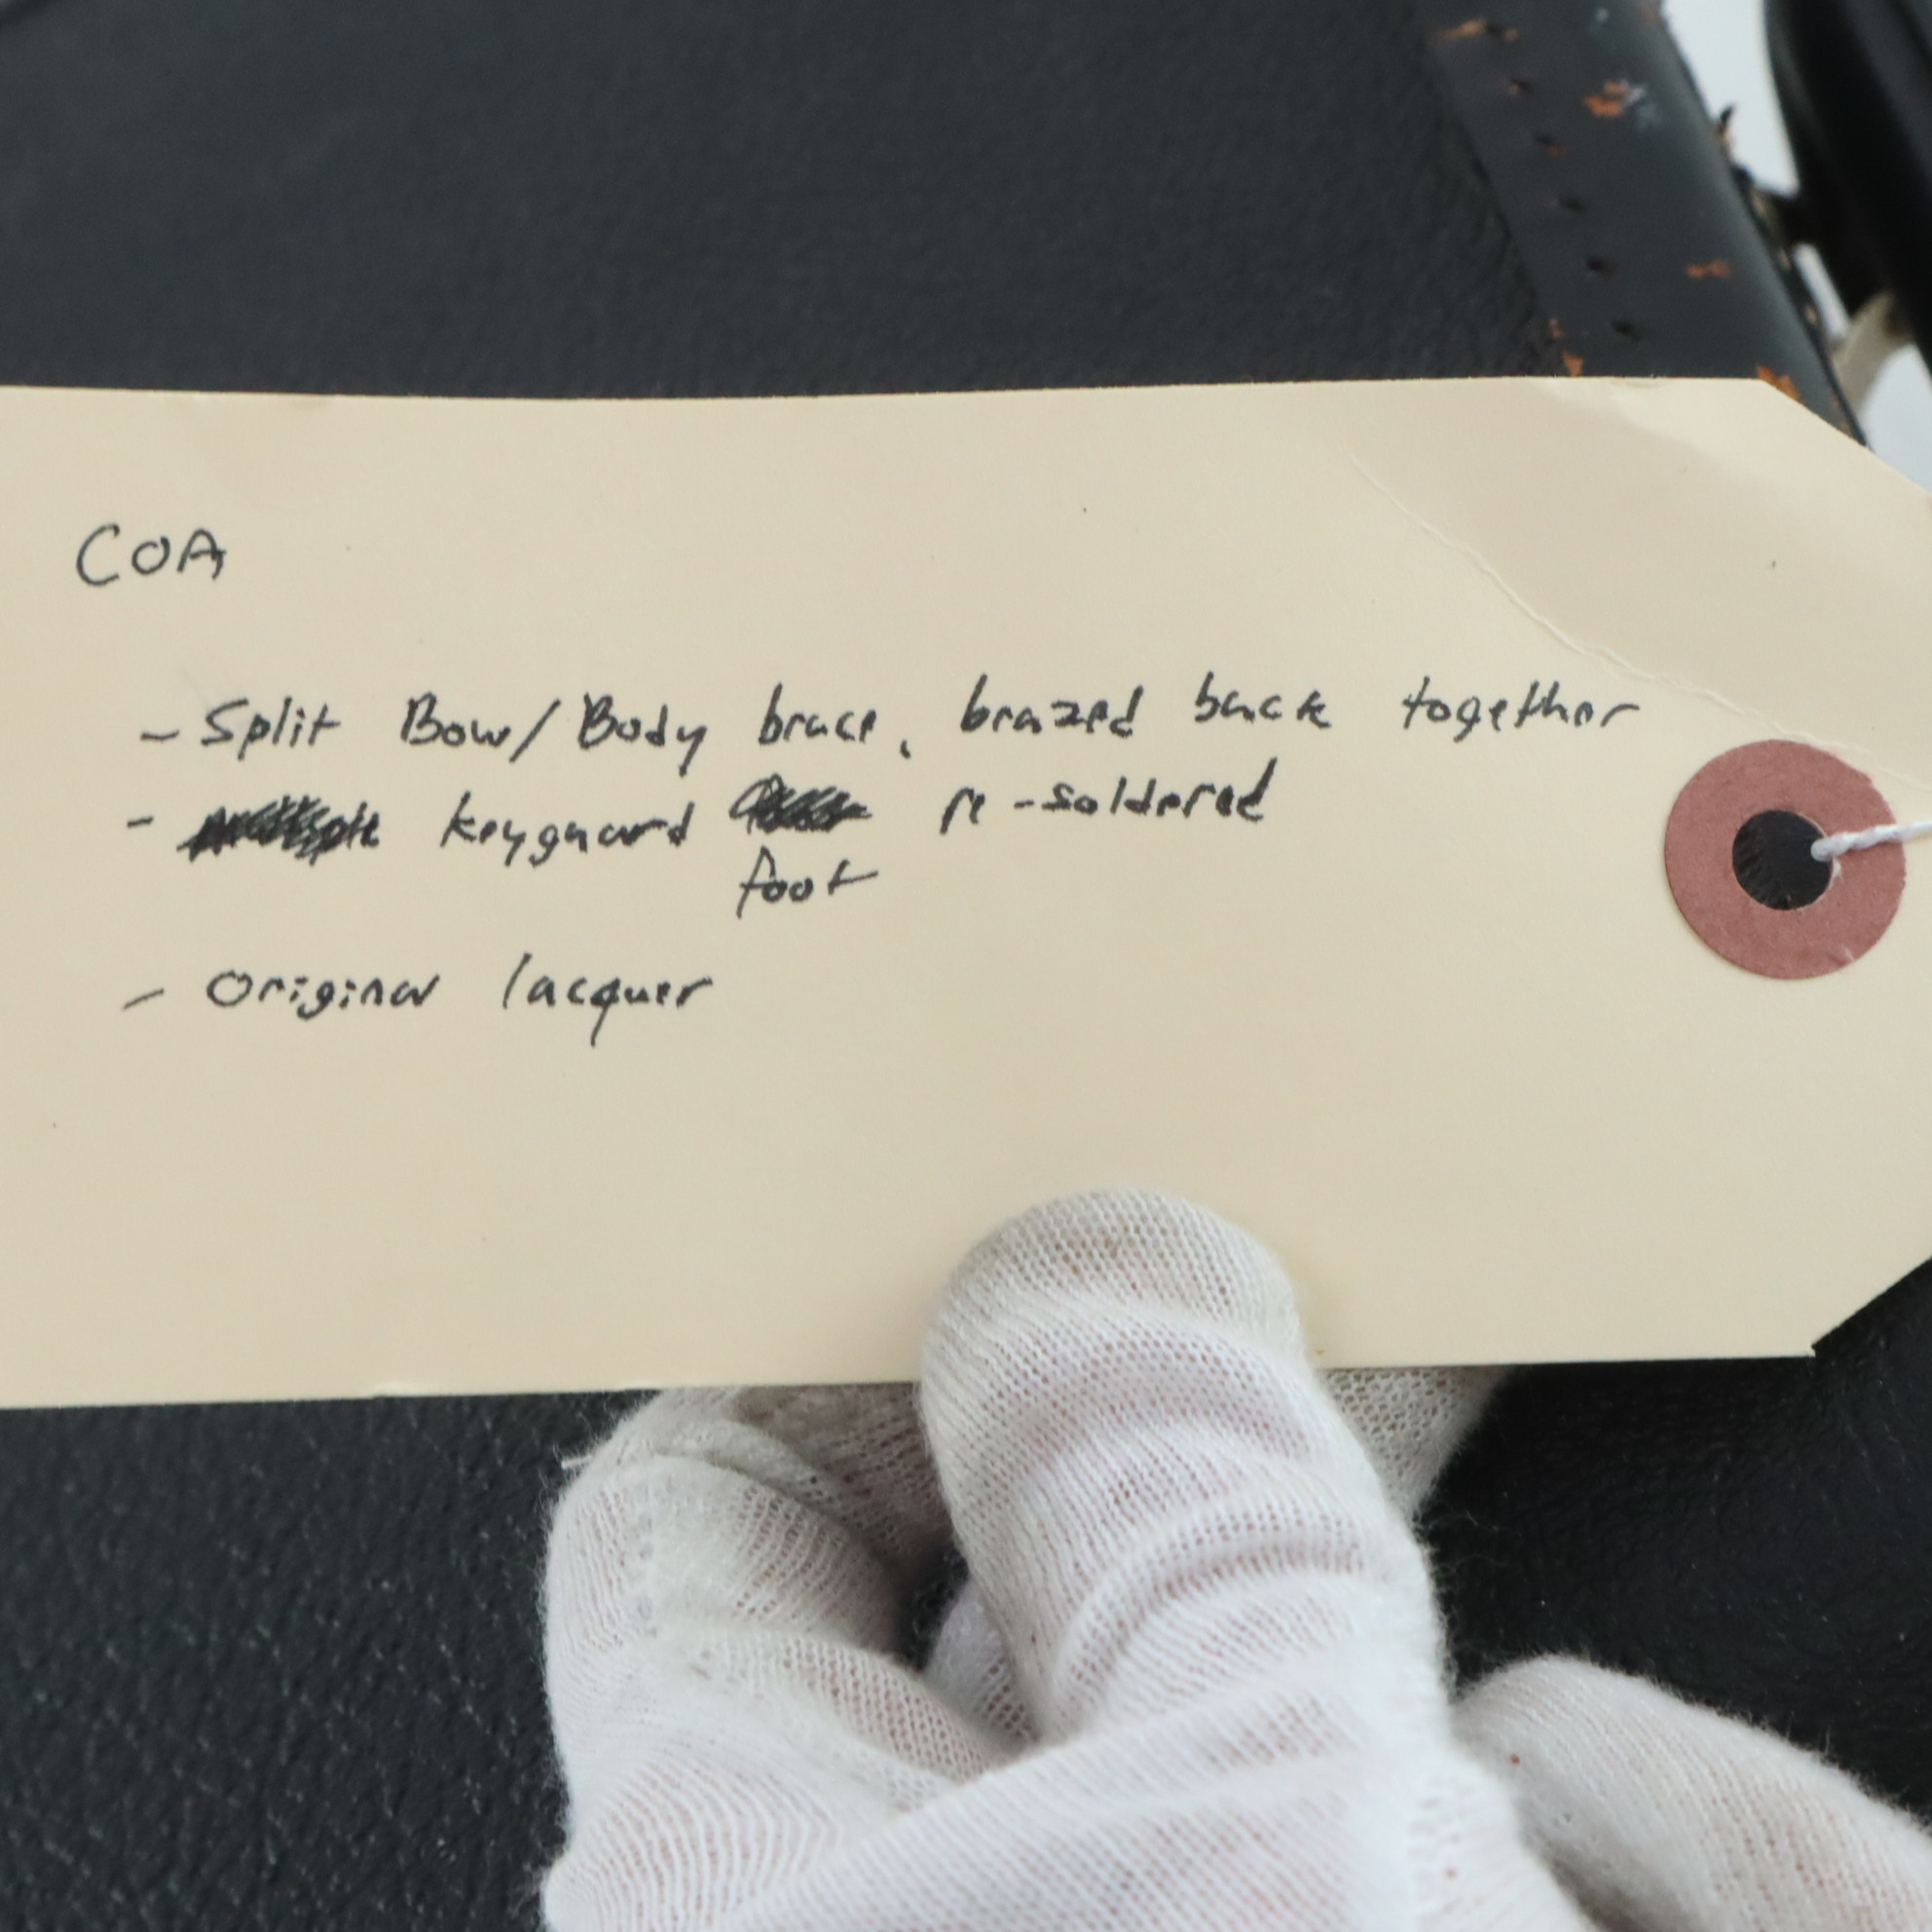 COA
- Split Bow/Body brace, brazed back together
- keyguard re-soldered
foot
- Original lacquer